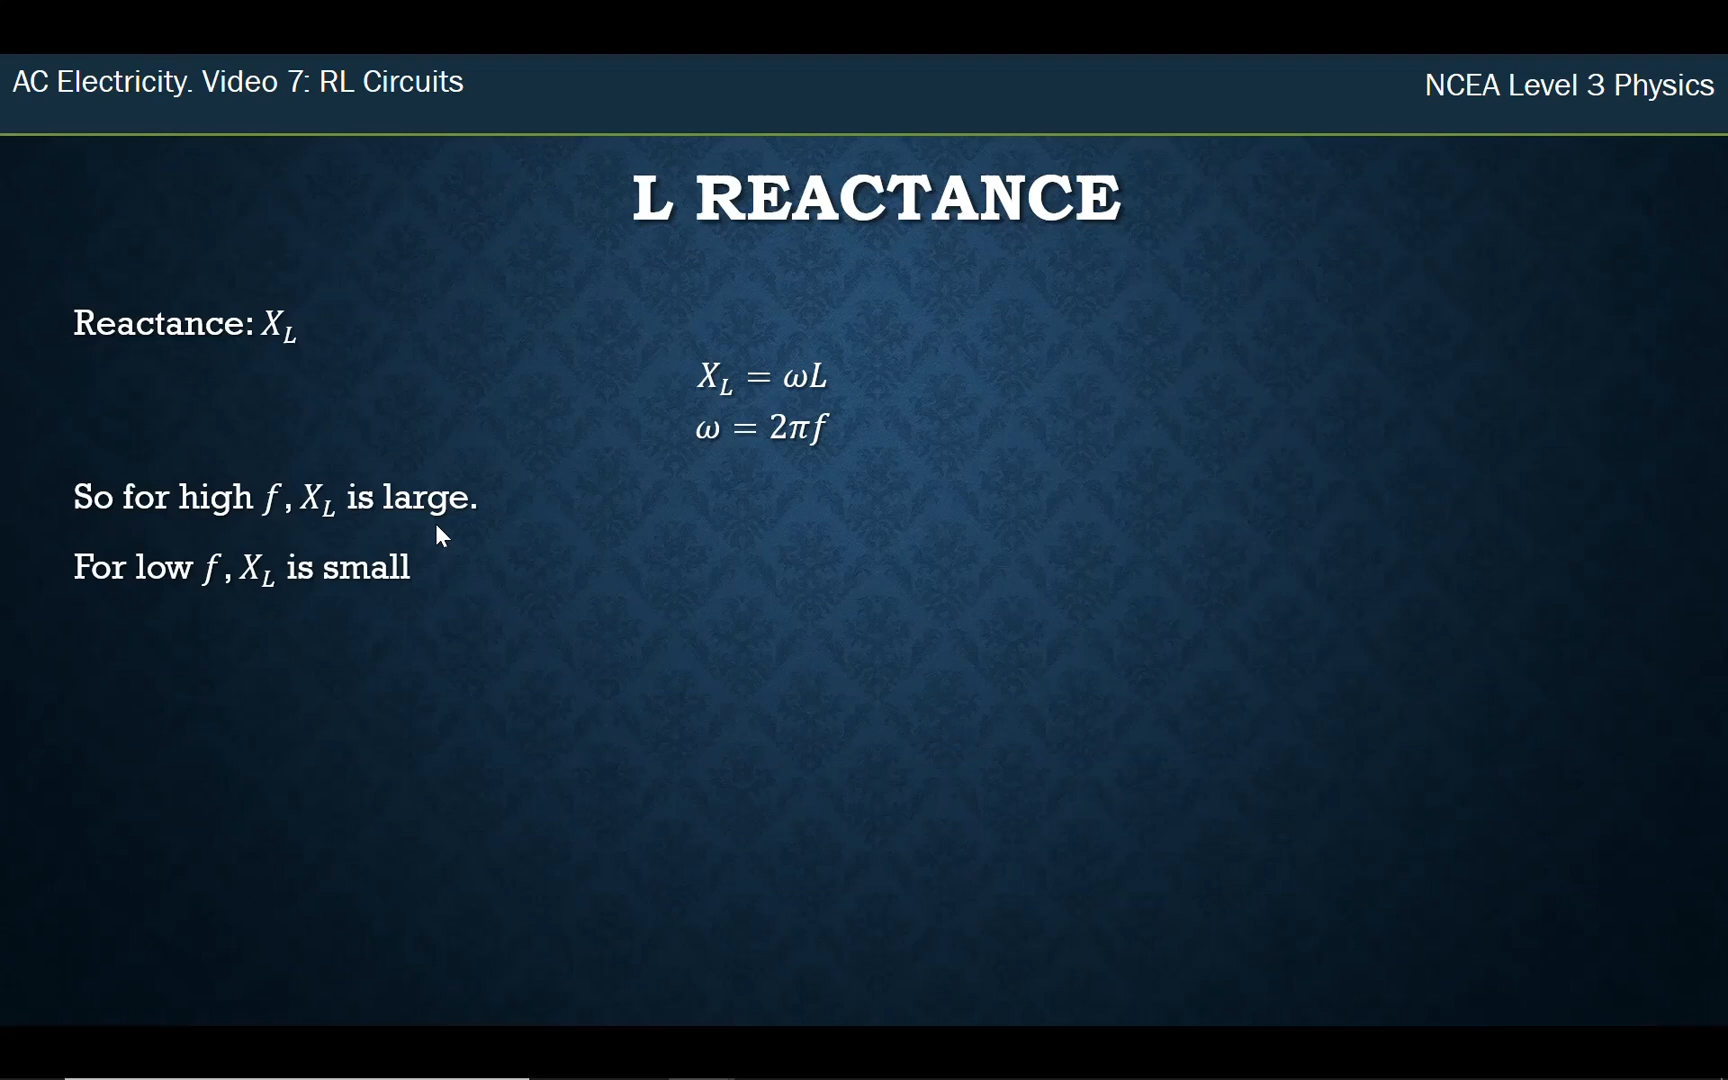 AC Electricity. Video 7: RL Circuits
NCEA Level 3 Physics
L REACTANCE
Reactance: X_L
X_L = ωL
ω = 2πf
So for high f, X_L is large.
For low f, X_L is small